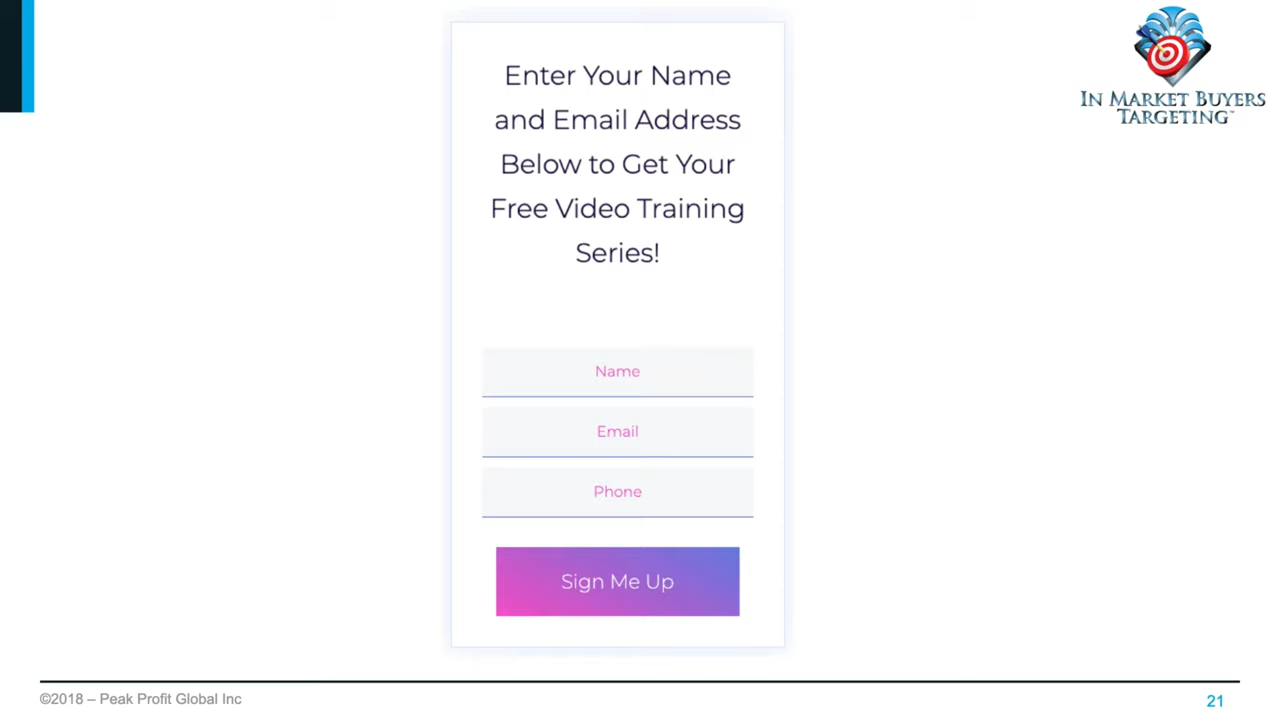 In Market Buyers
Targeting™
Enter Your Name
and Email Address
Below to Get Your
Free Video Training
Series!
Name
Email
Phone
Sign Me Up
©2018 – Peak Profit Global Inc
21